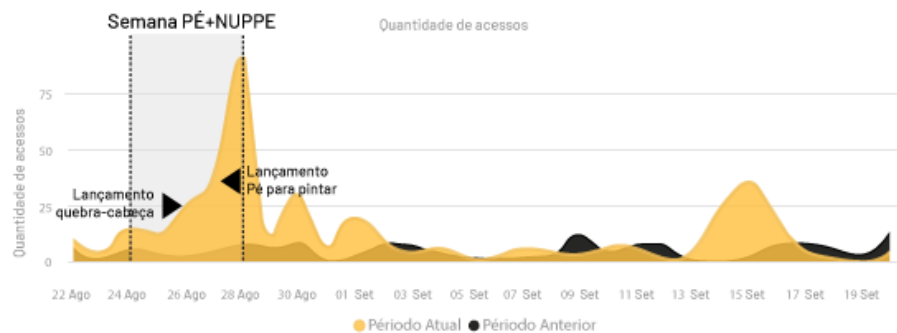 Semana PÉ+NUPPE
Quantidade de acessos
Quantidade de acessos
75
50
25
0
Lançamento
quebra-cabeça
Lançamento
Pé para pintar
22 Ago 24 Ago 26 Ago 28 Ago 30 Ago 01 Set 03 Set 05 Set 07 Set 09 Set 11 Set 13 Set 15 Set 17 Set 19 Set
Périodo Atual Périodo Anterior